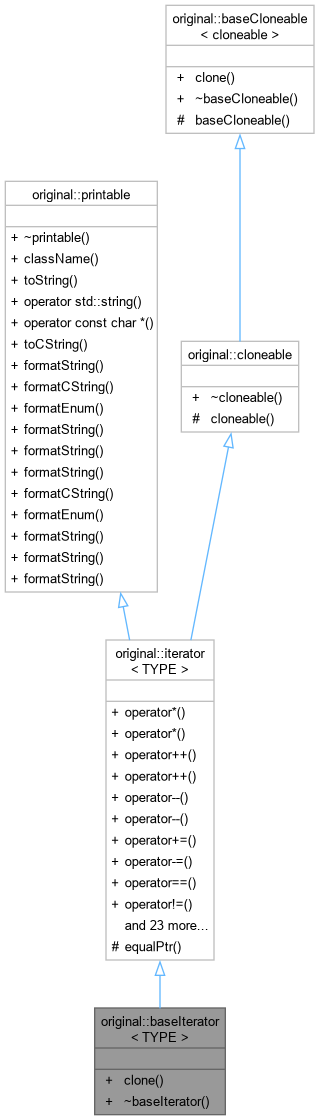 original::baseCloneable
< cloneable >
+ clone()
+ ~baseCloneable()
# baseCloneable()
original::printable
+ ~printable()
+ className()
+ toString()
+ operator std::string()
+ operator const char *()
+ toCString()
+ formatString()
+ formatCString()
+ formatEnum()
+ formatString()
+ formatString()
+ formatString()
+ formatCString()
+ formatEnum()
+ formatString()
+ formatString()
+ formatString()
original::cloneable
+ ~cloneable()
# cloneable()
original::iterator
< TYPE >
+ operator*()
+ operator*()
+ operator++()
+ operator++()
+ operator--()
+ operator--()
+ operator+=()
+ operator-=()
+ operator==()
+ operator!=()
and 23 more...
# equalPtr()
original::baseIterator
< TYPE >
+ clone()
+ ~baseIterator()